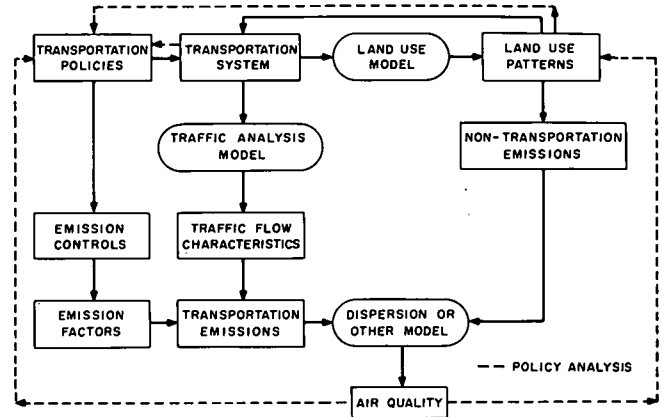 TRANSPORTATION
POLICIES
TRANSPORTATION
SYSTEM
LAND USE
MODEL
LAND USE
PATTERNS
TRAFFIC ANALYSIS
MODEL
NON-TRANSPORTATION
EMISSIONS
EMISSION
CONTROLS
TRAFFIC FLOW
CHARACTERISTICS
EMISSION
FACTORS
TRANSPORTATION
EMISSIONS
DISPERSION OR
OTHER MODEL
POLICY ANALYSIS
AIR QUALITY